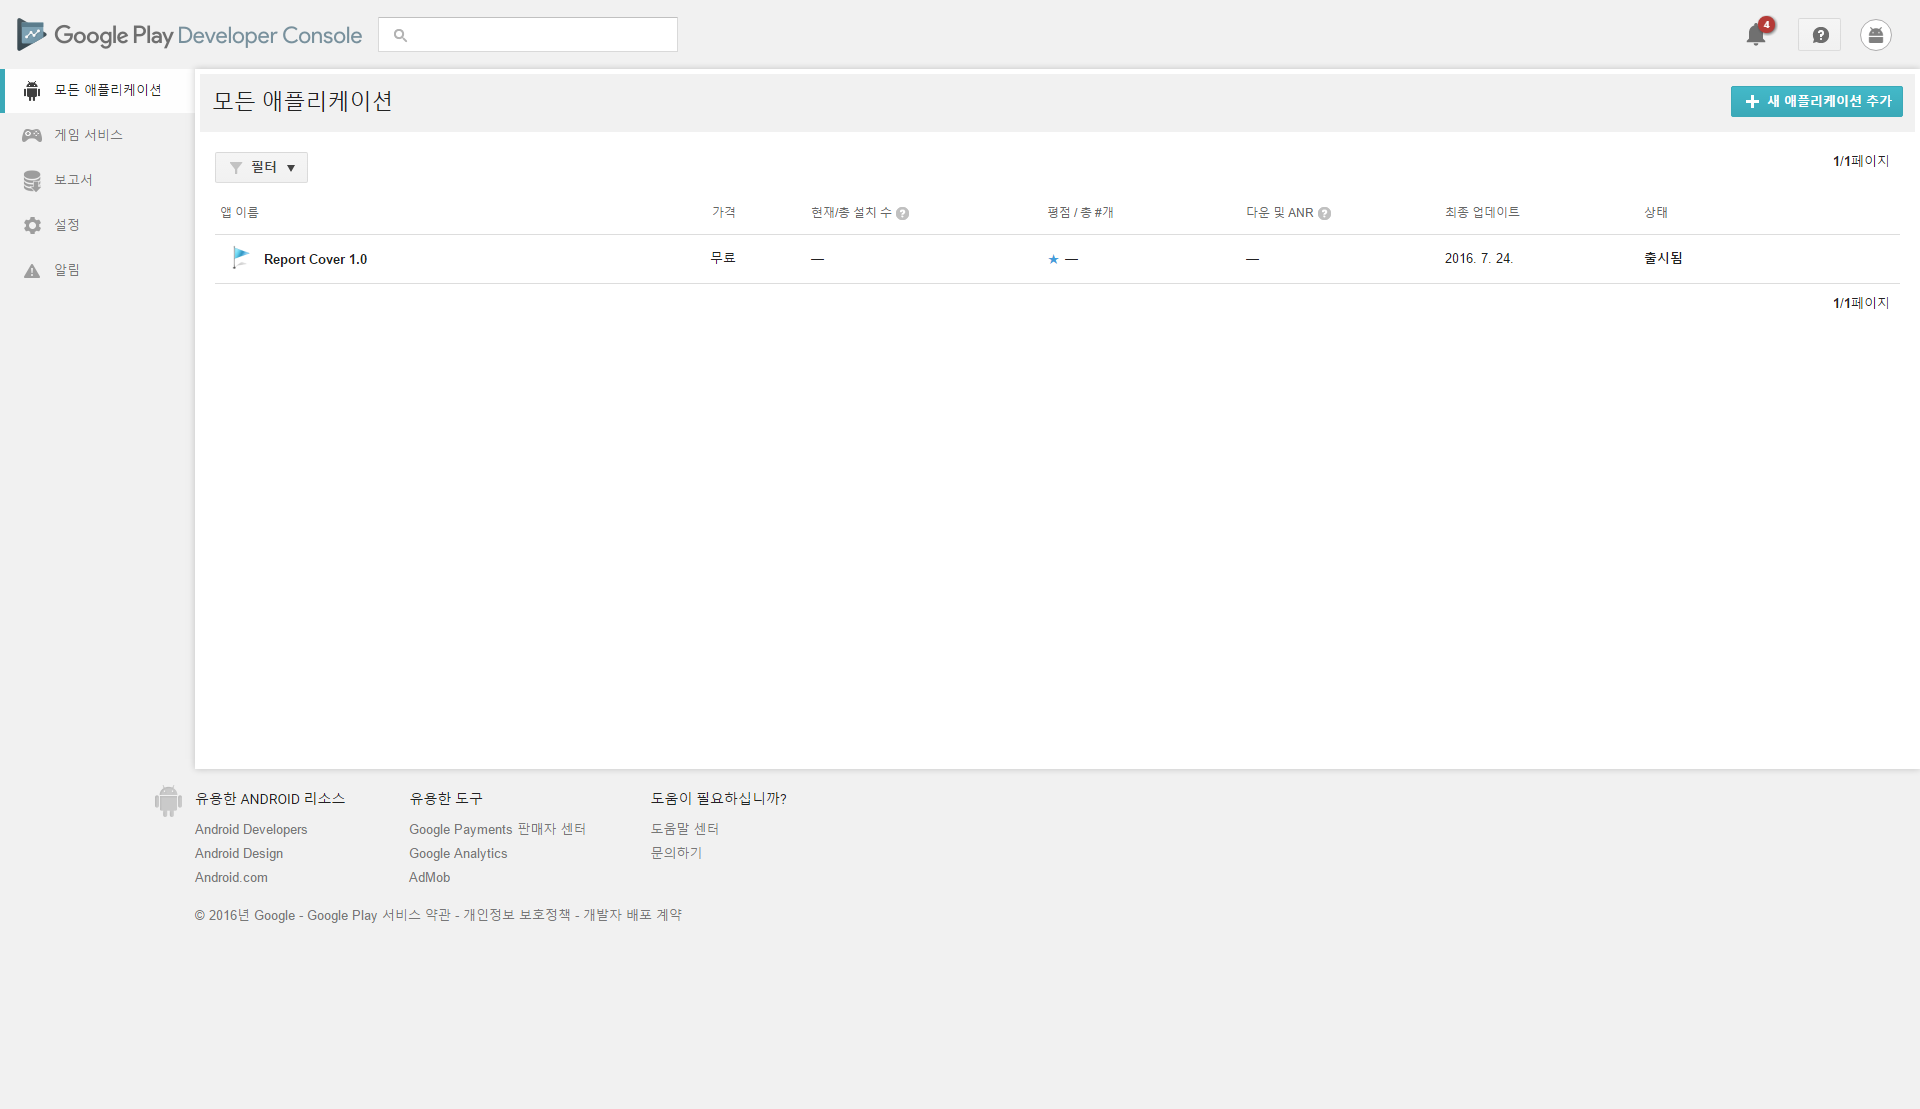 Google Play Developer Console
4
모든 애플리케이션
게임 서비스
보고서
설정
알림
모든 애플리케이션
새 애플리케이션 추가
필터
1/1페이지
앱 이름 가격 현재/총 설치 수 평점 / 총 #개 다운 및 ANR 최종 업데이트 상태
Report Cover 1.0 무료 — ★ — — 2016. 7. 24. 출시됨
1/1페이지
유용한 ANDROID 리소스
Android Developers
Android Design
Android.com
유용한 도구
Google Payments 판매자 센터
Google Analytics
AdMob
도움이 필요하십니까?
도움말 센터
문의하기
© 2016년 Google - Google Play 서비스 약관 - 개인정보 보호정책 - 개발자 배포 계약